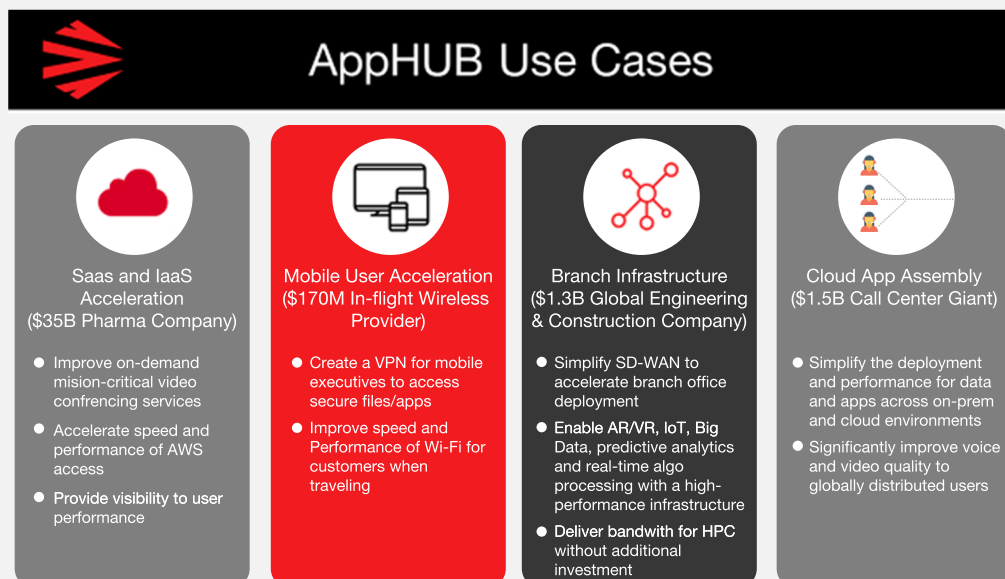 AppHUB Use Cases
Saas and IaaS
Acceleration
($35B Pharma Company)
Improve on-demand
mision-critical video
confrencing services
Accelerate speed and
performance of AWS
access
Provide visibility to user
performance
Mobile User Acceleration
($170M In-flight Wireless
Provider)
Create a VPN for mobile
executives to access
secure files/apps
Improve speed and
Performance of Wi-Fi for
customers when
traveling
Branch Infrastructure
($1.3B Global Engineering
& Construction Company)
Simplify SD-WAN to
accelerate branch office
deployment
Enable AR/VR, IoT, Big
Data, predictive analytics
and real-time algo
processing with a high-
performance infrastructure
Deliver bandwith for HPC
without additional
investment
Cloud App Assembly
($1.5B Call Center Giant)
Simplify the deployment
and performance for data
and apps across on-prem
and cloud environments
Significantly improve voice
and video quality to
globally distributed users